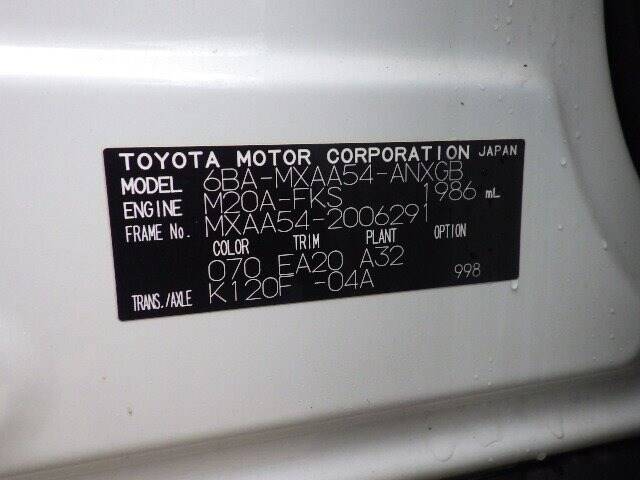 TOYOTA MOTOR CORPORATION JAPAN
MODEL 6BA-MXAA54-ANXGB
ENGINE M20A-FKS 1986 mL
FRAME No. MXAA54-2006291
COLOR TRIM PLANT OPTION
070 EA20 A32 998
TRANS./AXLE K120F -04A